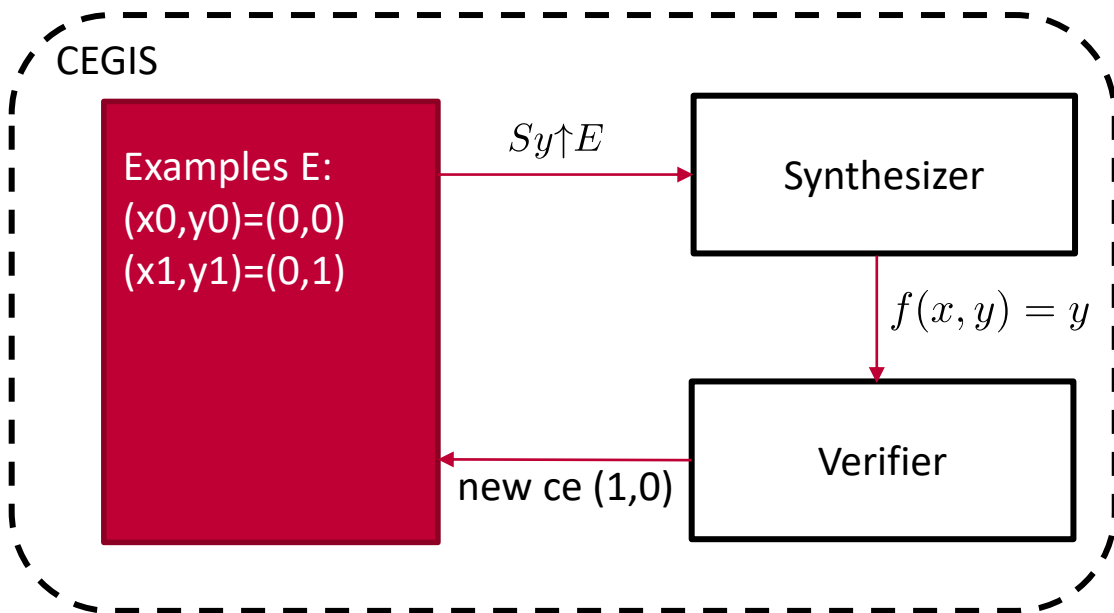 CEGIS
Examples E:
(x0,y0)=(0,0)
(x1,y1)=(0,1)
Sy↑E
Synthesizer
f(x, y) = y
Verifier
new ce (1,0)